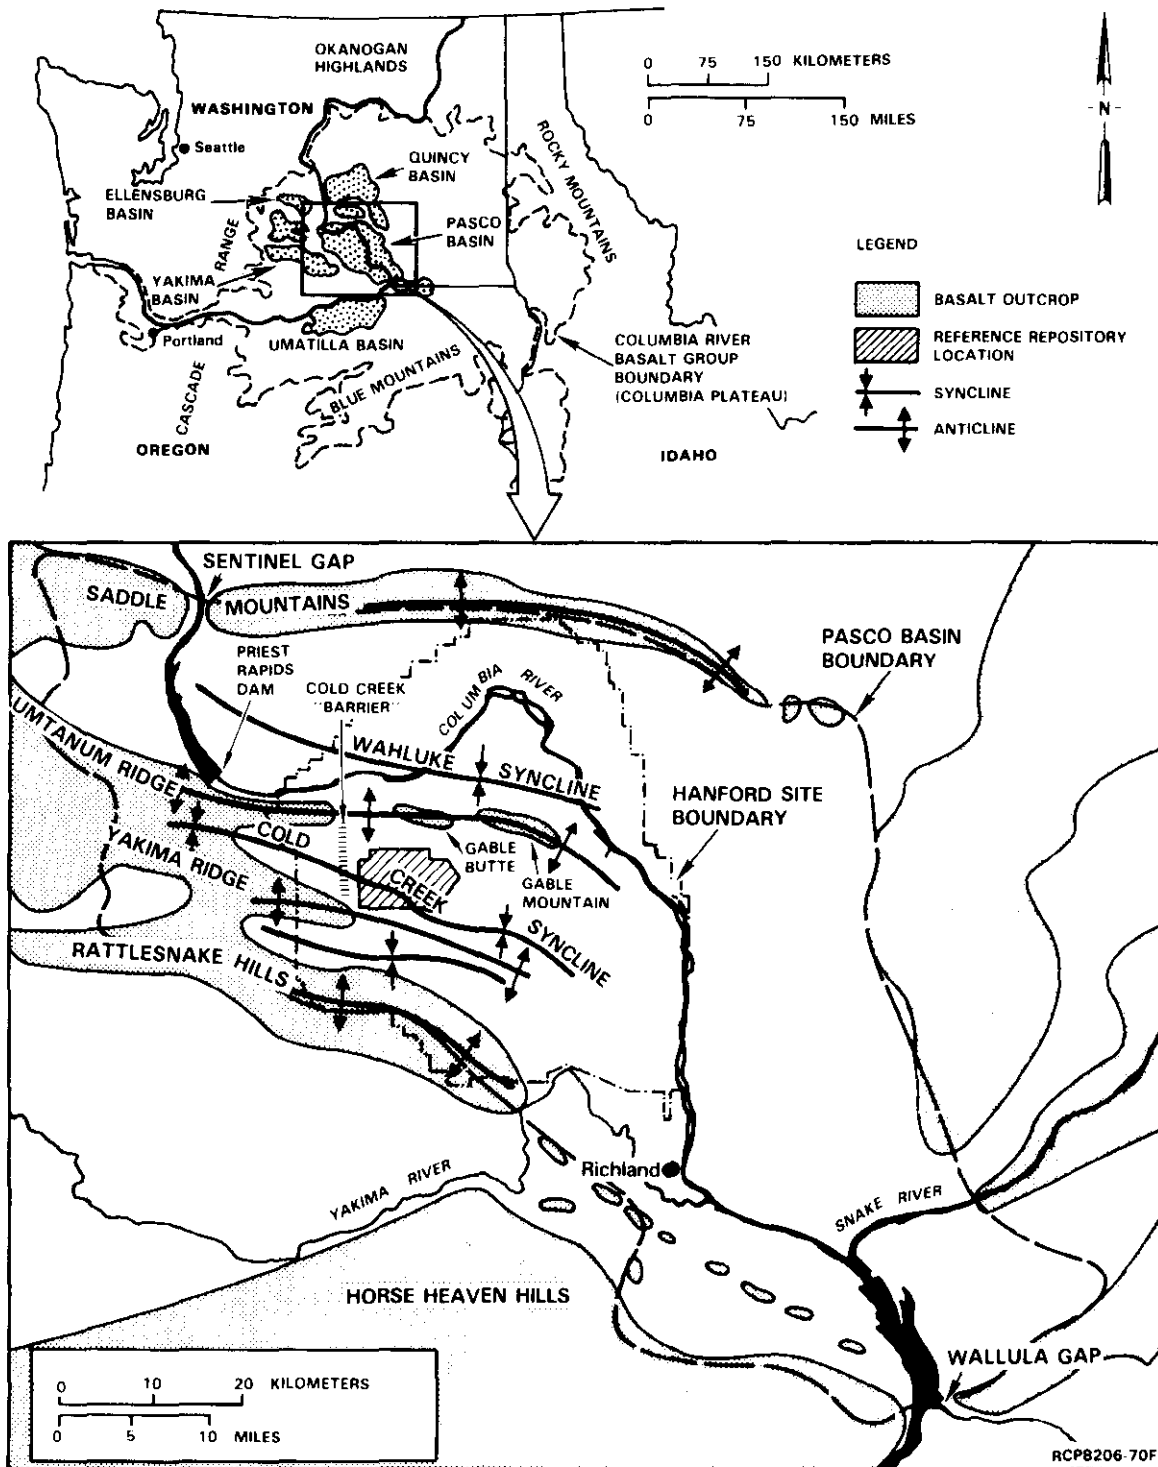 OKANOGAN
HIGHLANDS
WASHINGTON
Seattle
QUINCY
BASIN
ELLENSBURG
BASIN
PASCO
BASIN
RANGE
YAKIMA
BASIN
Portland
UMATILLA BASIN
CASCADE
BLUE MOUNTAINS
OREGON
ROCKY MOUNTAINS
COLUMBIA RIVER
BASALT GROUP
BOUNDARY
(COLUMBIA PLATEAU)
IDAHO
0 75 150 KILOMETERS
0 75 150 MILES
-N-
LEGEND
BASALT OUTCROP
REFERENCE REPOSITORY
LOCATION
SYNCLINE
ANTICLINE
SENTINEL GAP
SADDLE MOUNTAINS
PRIEST
RAPIDS
DAM
COLD CREEK
BARRIER
COLUMBIA RIVER
PASCO BASIN
BOUNDARY
UMTANUM RIDGE
WAHLUKE SYNCLINE
HANFORD SITE
BOUNDARY
YAKIMA RIDGE
COLD CREEK SYNCLINE
GABLE
BUTTE
GABLE
MOUNTAIN
RATTLESNAKE HILLS
Richland
YAKIMA RIVER
SNAKE RIVER
HORSE HEAVEN HILLS
WALLULA GAP
0 10 20 KILOMETERS
0 5 10 MILES
RCP8206-70F